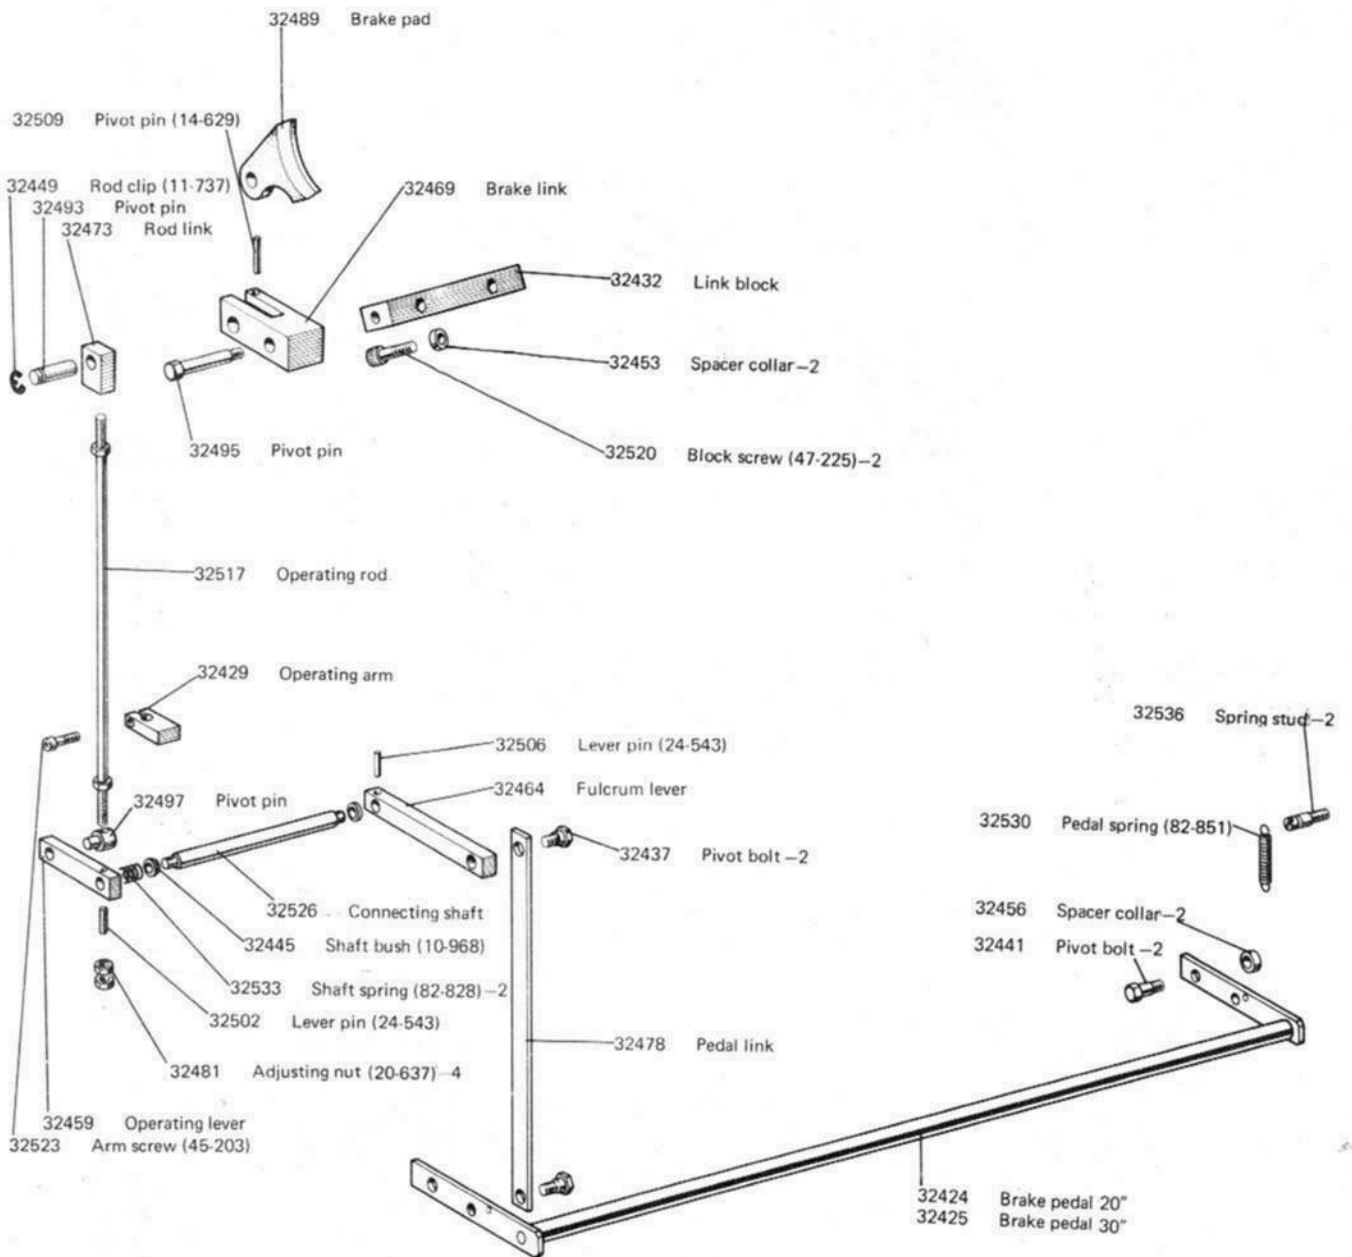 32489 Brake pad
32509 Pivot pin (14-629)
32449 Rod clip (11-737)
32493 Pivot pin
32473 Rod link
32469 Brake link
32432 Link block
32453 Spacer collar—2
32495 Pivot pin
32520 Block screw (47-225)—2
32517 Operating rod
32429 Operating arm
32536 Spring stud—2
32506 Lever pin (24-543)
32464 Fulcrum lever
32497 Pivot pin
32530 Pedal spring (82-851)
32437 Pivot bolt—2
32526 Connecting shaft
32456 Spacer collar—2
32445 Shaft bush (10-968)
32441 Pivot bolt—2
32533 Shaft spring (82-828)—2
32502 Lever pin (24-543)
32478 Pedal link
32481 Adjusting nut (20-637)—4
32459 Operating lever
32523 Arm screw (45-203)
32424 Brake pedal 20"
32425 Brake pedal 30"